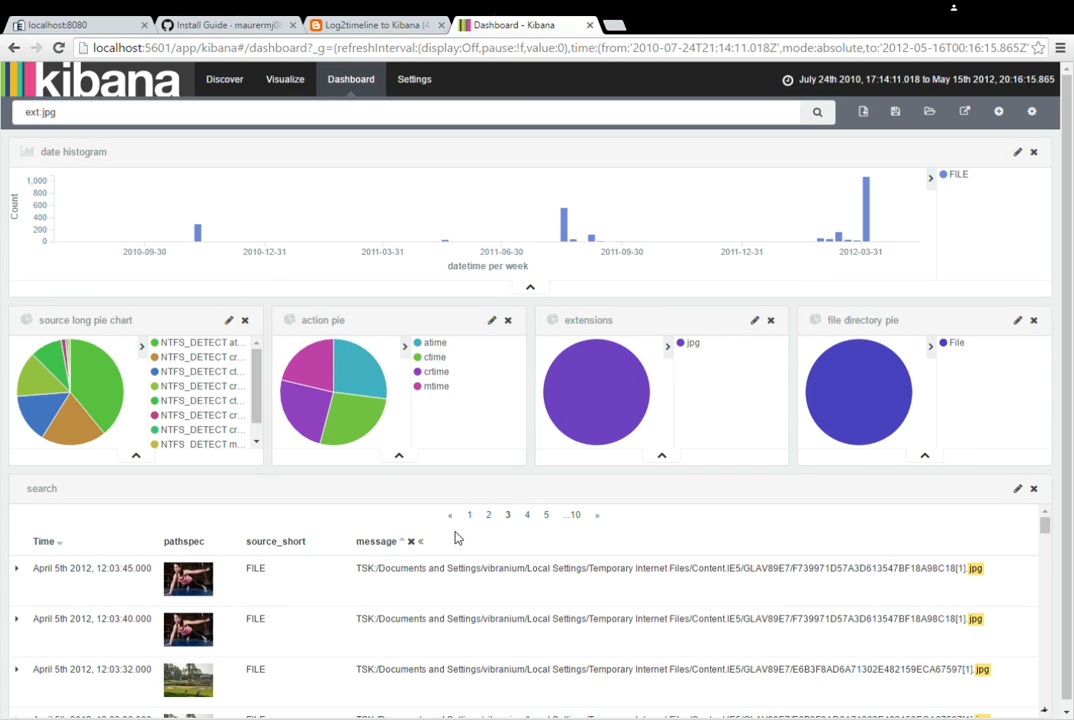 localhost:8080
Install Guide - maurermj0
Log2timeline to Kibana (4
Dashboard - Kibana
localhost:5601/app/kibana#/dashboard?_g=(refreshInterval:(display:Off,pause:!f,value:0),time:(from:'2010-07-24T21:14:11.018Z',mode:absolute,to:'2012-05-16T00:16:15.865Z
kibana
Discover
Visualize
Dashboard
Settings
July 24th 2010, 17:14:11.018 to May 15th 2012, 20:16:15.865
ext:jpg
date histogram
1,000
800
600
400
200
0
Count
2010-09-30
2010-12-31
2011-03-31
2011-06-30
2011-09-30
2011-12-31
2012-03-31
datetime per week
FILE
source long pie chart
NTFS_DETECT at...
NTFS_DETECT cr...
NTFS_DETECT ct...
NTFS_DETECT cr...
NTFS_DETECT ct...
NTFS_DETECT cr...
NTFS_DETECT cr...
NTFS_DETECT m...
action pie
atime
ctime
crtime
mtime
extensions
jpg
file directory pie
File
search
« 1 2 3 4 5 ...10 »
Time pathspec source_short message
April 5th 2012, 12:03:45.000 FILE TSK:/Documents and Settings/vibranium/Local Settings/Temporary Internet Files/Content.IE5/GLAV89E7/F739971D57A3D613547BF18A98C18[1].jpg
April 5th 2012, 12:03:40.000 FILE TSK:/Documents and Settings/vibranium/Local Settings/Temporary Internet Files/Content.IE5/GLAV89E7/F739971D57A3D613547BF18A98C18[1].jpg
April 5th 2012, 12:03:32.000 FILE TSK:/Documents and Settings/vibranium/Local Settings/Temporary Internet Files/Content.IE5/GLAV89E7/E6B3F8AD6A71302E482159ECA67597[1].jpg